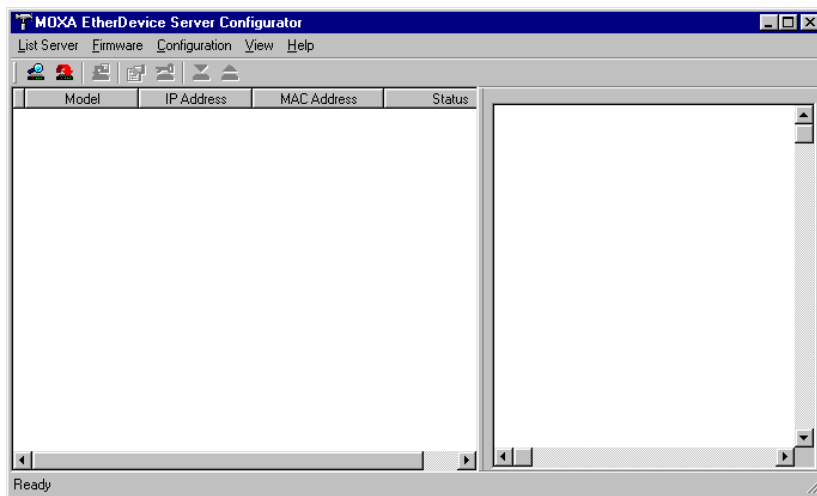 MOXA EtherDevice Server Configurator
List Server Firmware Configuration View Help
Model IP Address MAC Address Status
Ready